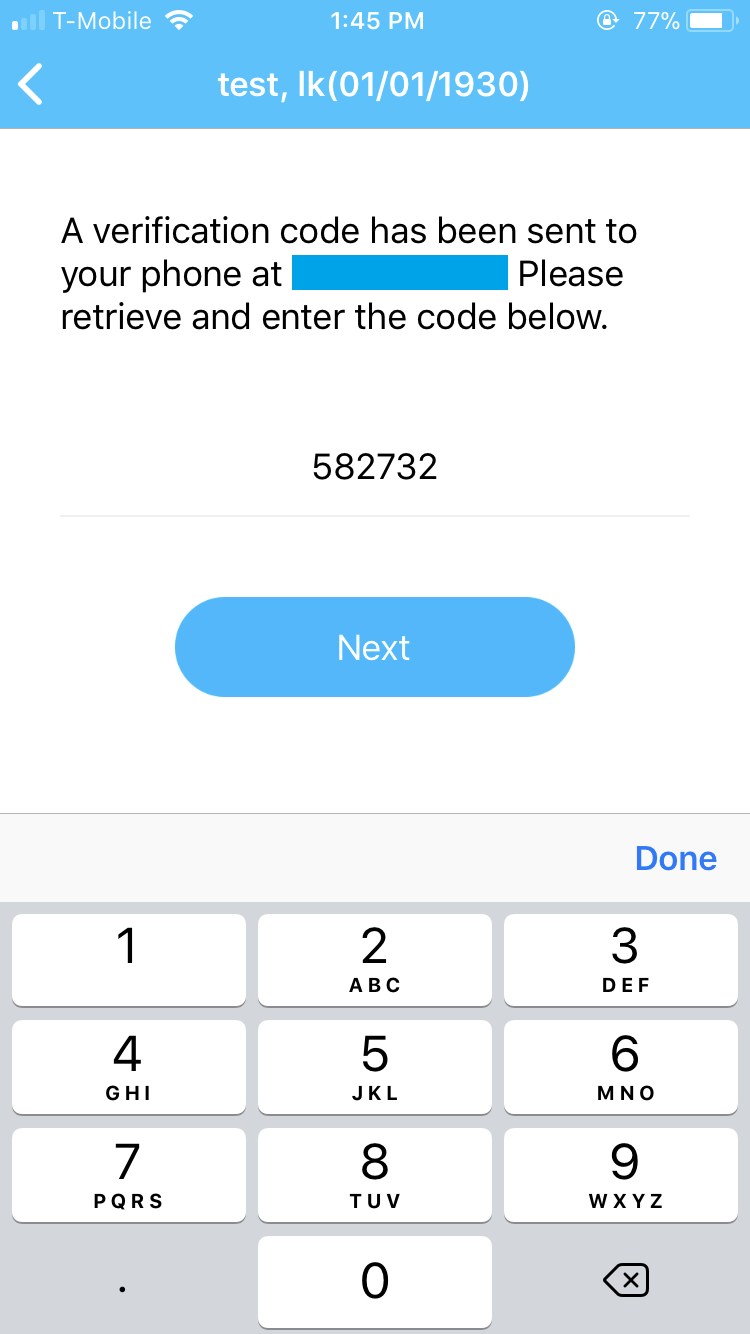 T-Mobile 1:45 PM 77%
test, lk(01/01/1930)
A verification code has been sent to
your phone at Please
retrieve and enter the code below.
582732
Next
Done
1 2 3
ABC DEF
4 5 6
GHI JKL MNO
7 8 9
PQRS TUV WXYZ
. 0